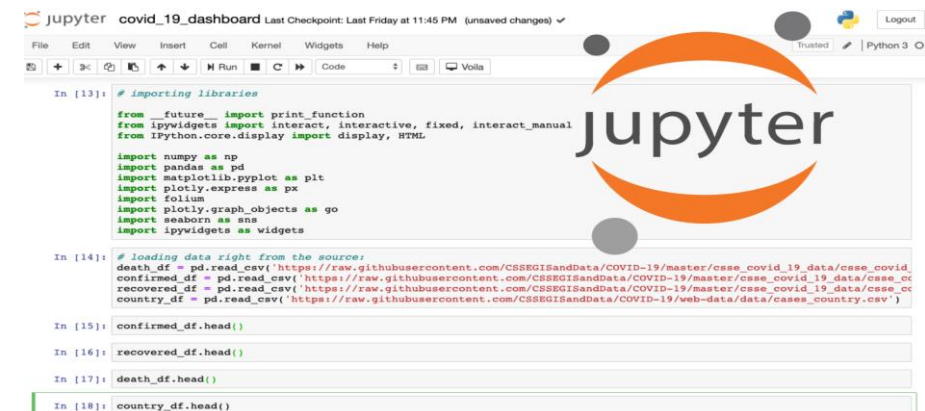 jupyter covid_19_dashboard Last Checkpoint: Last Friday at 11:45 PM (unsaved changes)
Logout
File Edit View Insert Cell Kernel Widgets Help
Trusted Python 3 O
Run Code Voila
jupyter
In [13]: # importing libraries
from __future__ import print_function
from ipywidgets import interact, interactive, fixed, interact_manual
from IPython.core.display import display, HTML
import numpy as np
import pandas as pd
import matplotlib.pyplot as plt
import plotly.express as px
import folium
import plotly.graph_objects as go
import seaborn as sns
import ipywidgets as widgets
In [14]: # loading data right from the source:
death_df = pd.read_csv('https://raw.githubusercontent.com/CSSEGISandData/COVID-19/master/csse_covid_19_data/csse_covid_
confirmed_df = pd.read_csv('https://raw.githubusercontent.com/CSSEGISandData/COVID-19/master/csse_covid_19_data/csse_co
recovered_df = pd.read_csv('https://raw.githubusercontent.com/CSSEGISandData/COVID-19/master/csse_covid_19_data/csse_co
country_df = pd.read_csv('https://raw.githubusercontent.com/CSSEGISandData/COVID-19/web-data/data/cases_country.csv')
In [15]: confirmed_df.head()
In [16]: recovered_df.head()
In [17]: death_df.head()
In [18]: country_df.head()